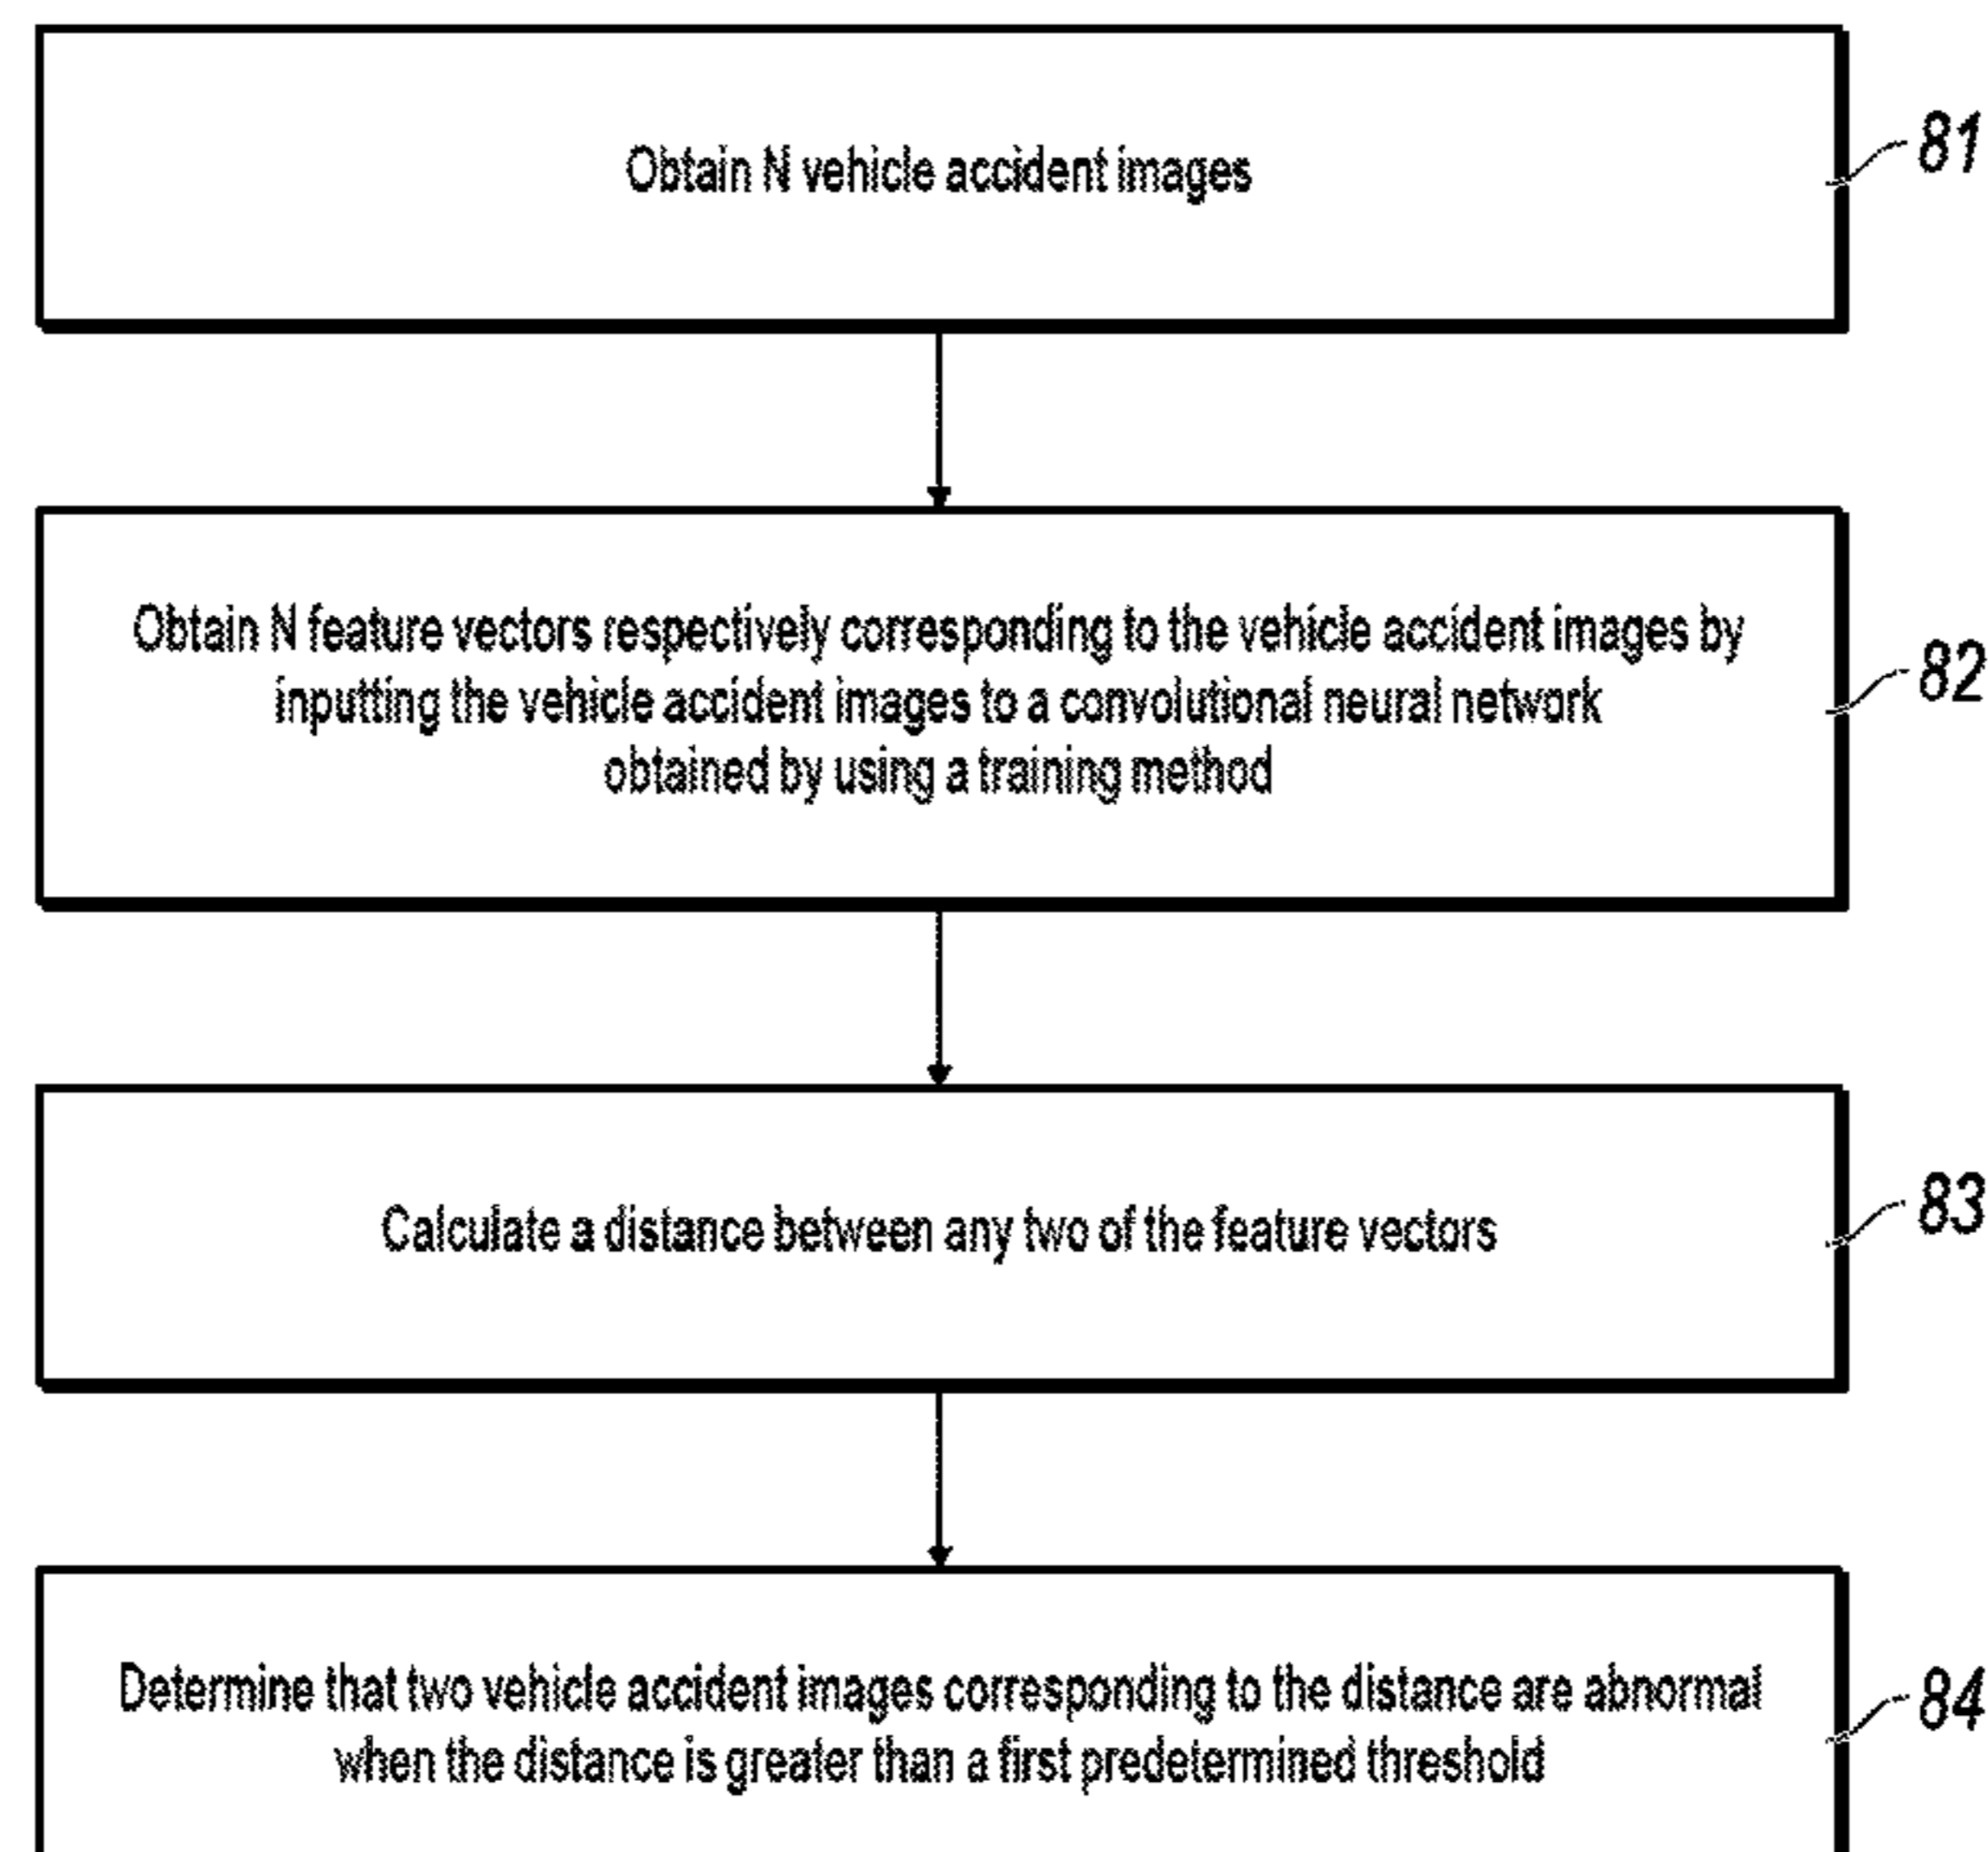 Obtain N vehicle accident images
81
Obtain N feature vectors respectively corresponding to the vehicle accident images by
inputting the vehicle accident images to a convolutional neural network
obtained by using a training method
82
Calculate a distance between any two of the feature vectors
83
Determine that two vehicle accident images corresponding to the distance are abnormal
when the distance is greater than a first predetermined threshold
84